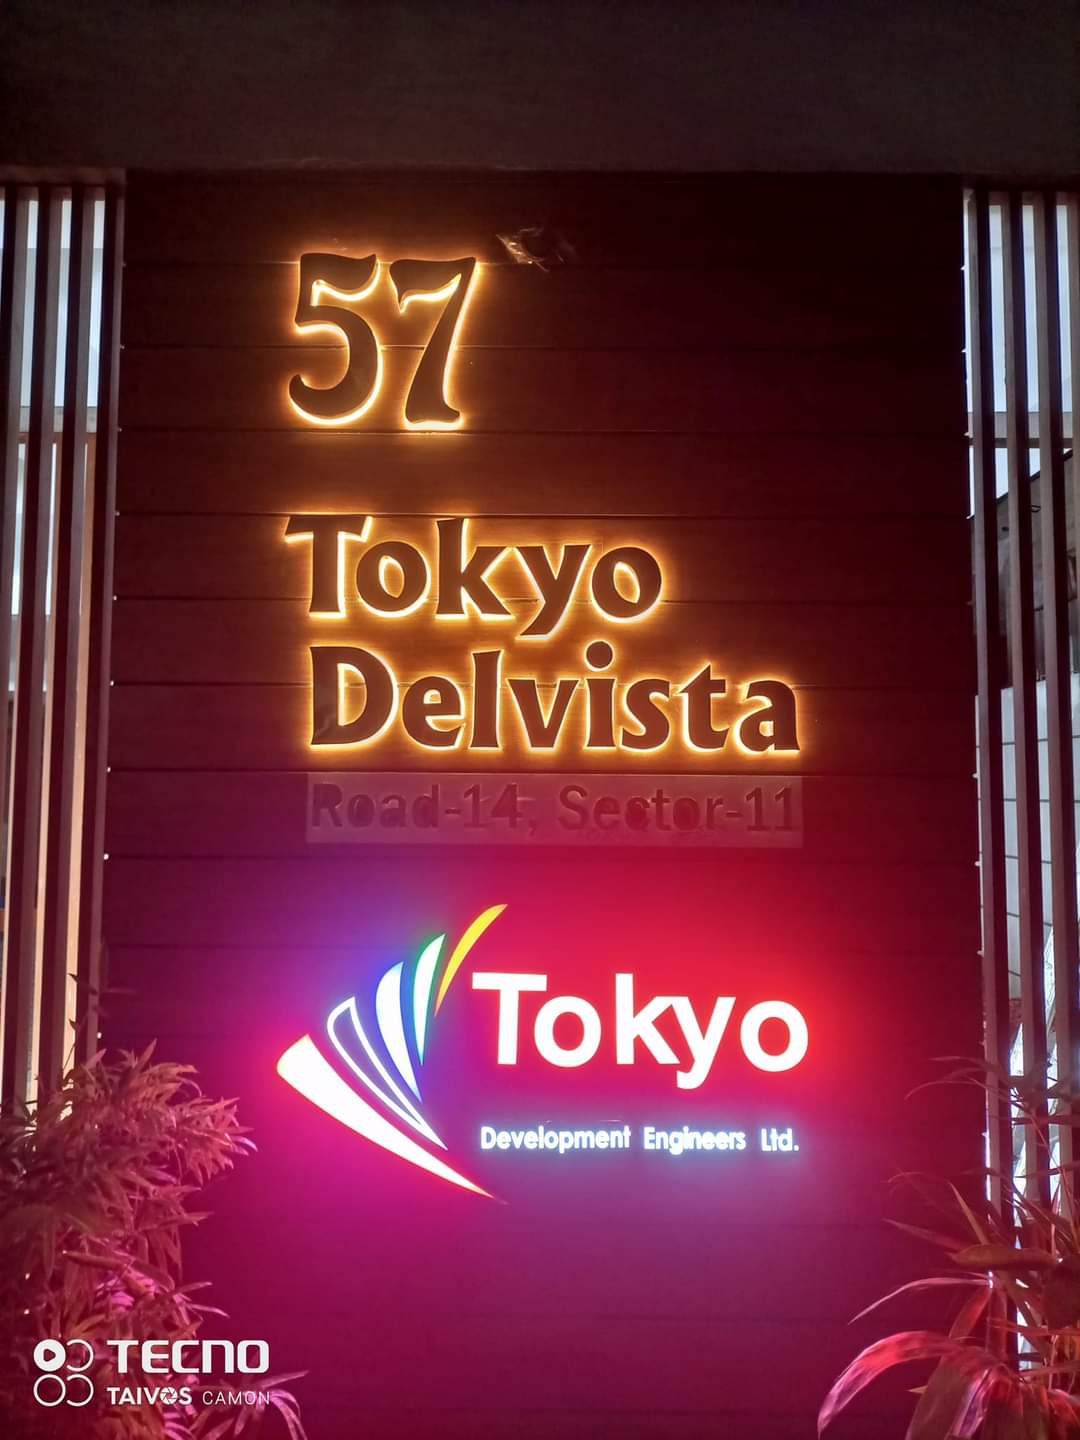 57
Tokyo
Delvista
Road-14, Sector-11
Tokyo
Development Engineers Ltd.
TECNO
TAIVOS CAMON